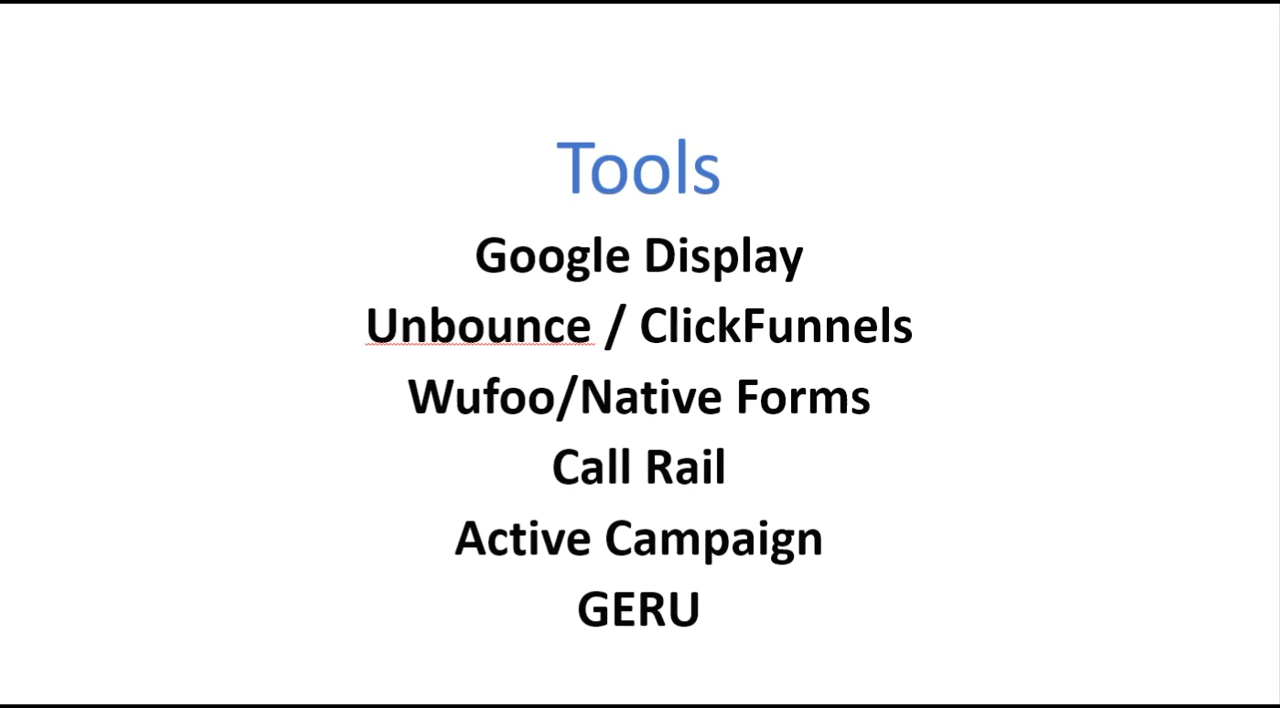 Tools
Google Display
Unbounce / ClickFunnels
Wufoo/Native Forms
Call Rail
Active Campaign
GERU